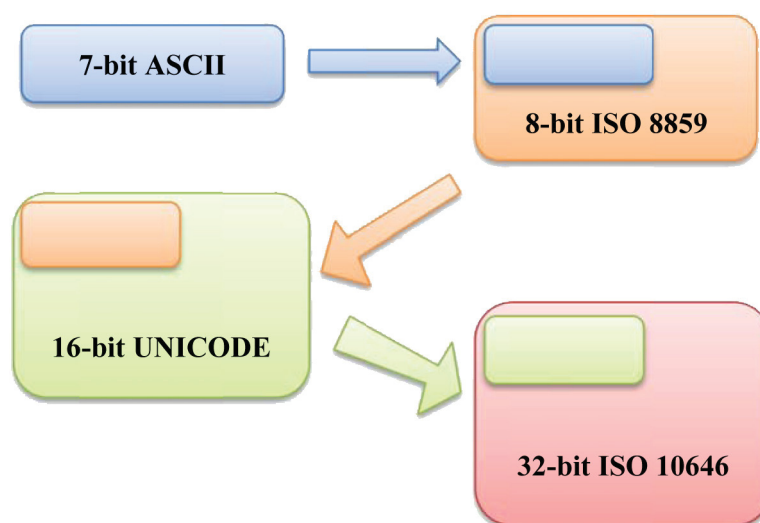 7-bit ASCII
8-bit ISO 8859
16-bit UNICODE
32-bit ISO 10646